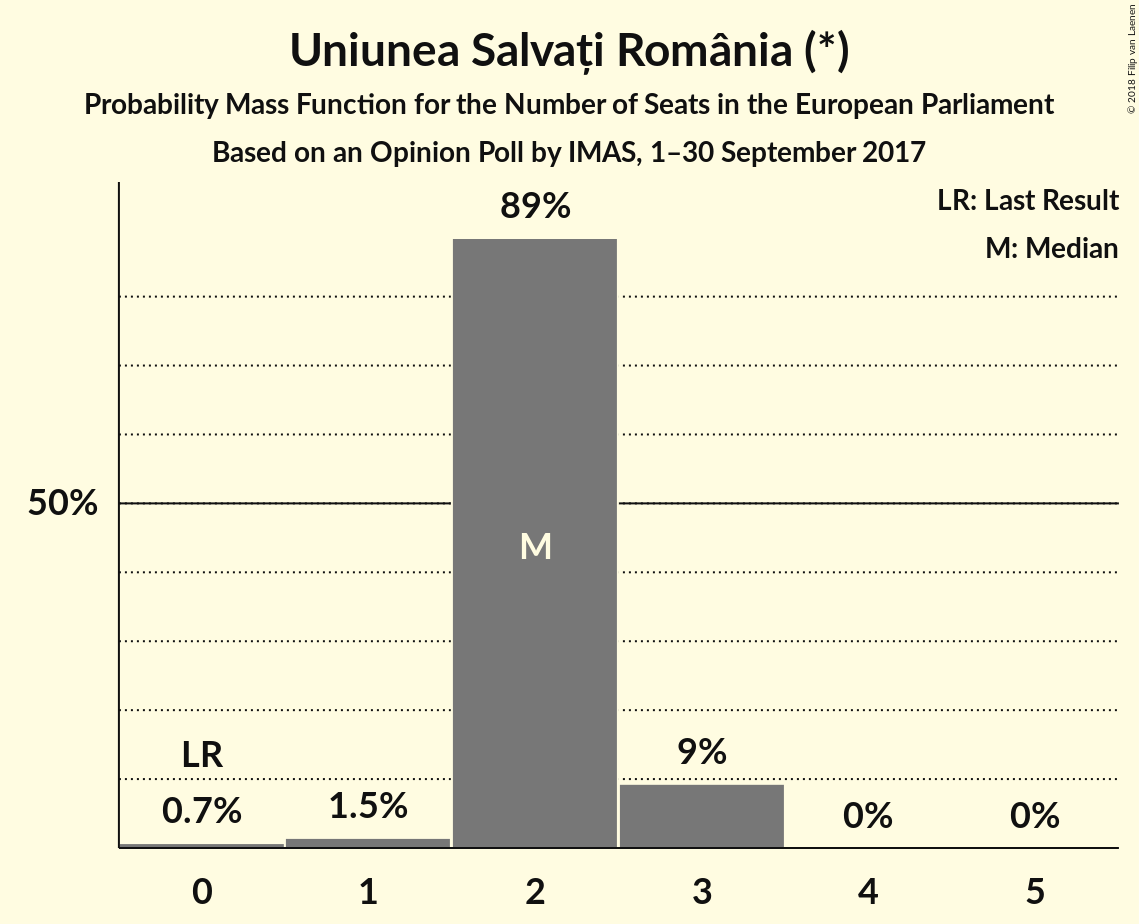 Uniunea Salvați România (*)
Probability Mass Function for the Number of Seats in the European Parliament
Based on an Opinion Poll by IMAS, 1–30 September 2017
© 2018 Filip van Laenen
LR: Last Result
M: Median
89%
50%
M
LR
0.7%
1.5%
9%
0%
0%
0
1
2
3
4
5